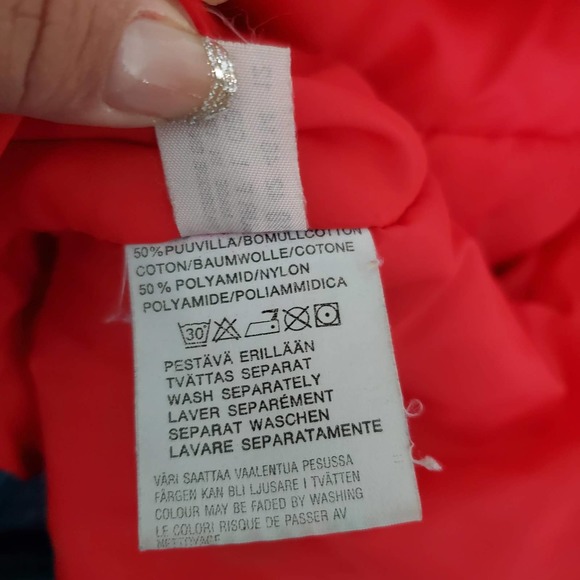 50% PUUVILLA/BOMULLCOTTON
COTON/BAUMWOLLE/COTONE
50% POLYAMID/NYLON
POLYAMIDE/POLIAMMIDICA
30°
PESTÄVÄ ERILLÄÄN
TVÄTTAS SEPARAT
WASH SEPARATELY
LAVER SEPARÉMENT
SEPARAT WASCHEN
LAVARE SEPARATAMENTE
VÄRI SAATTAA VAALENTUA PESUSSA
FÄRGEN KAN BLI LJUSARE I TVÄTTEN
COLOUR MAY BE FADED BY WASHING
LE COLORI RISQUE DE PASSER AV
NETTOYAGE